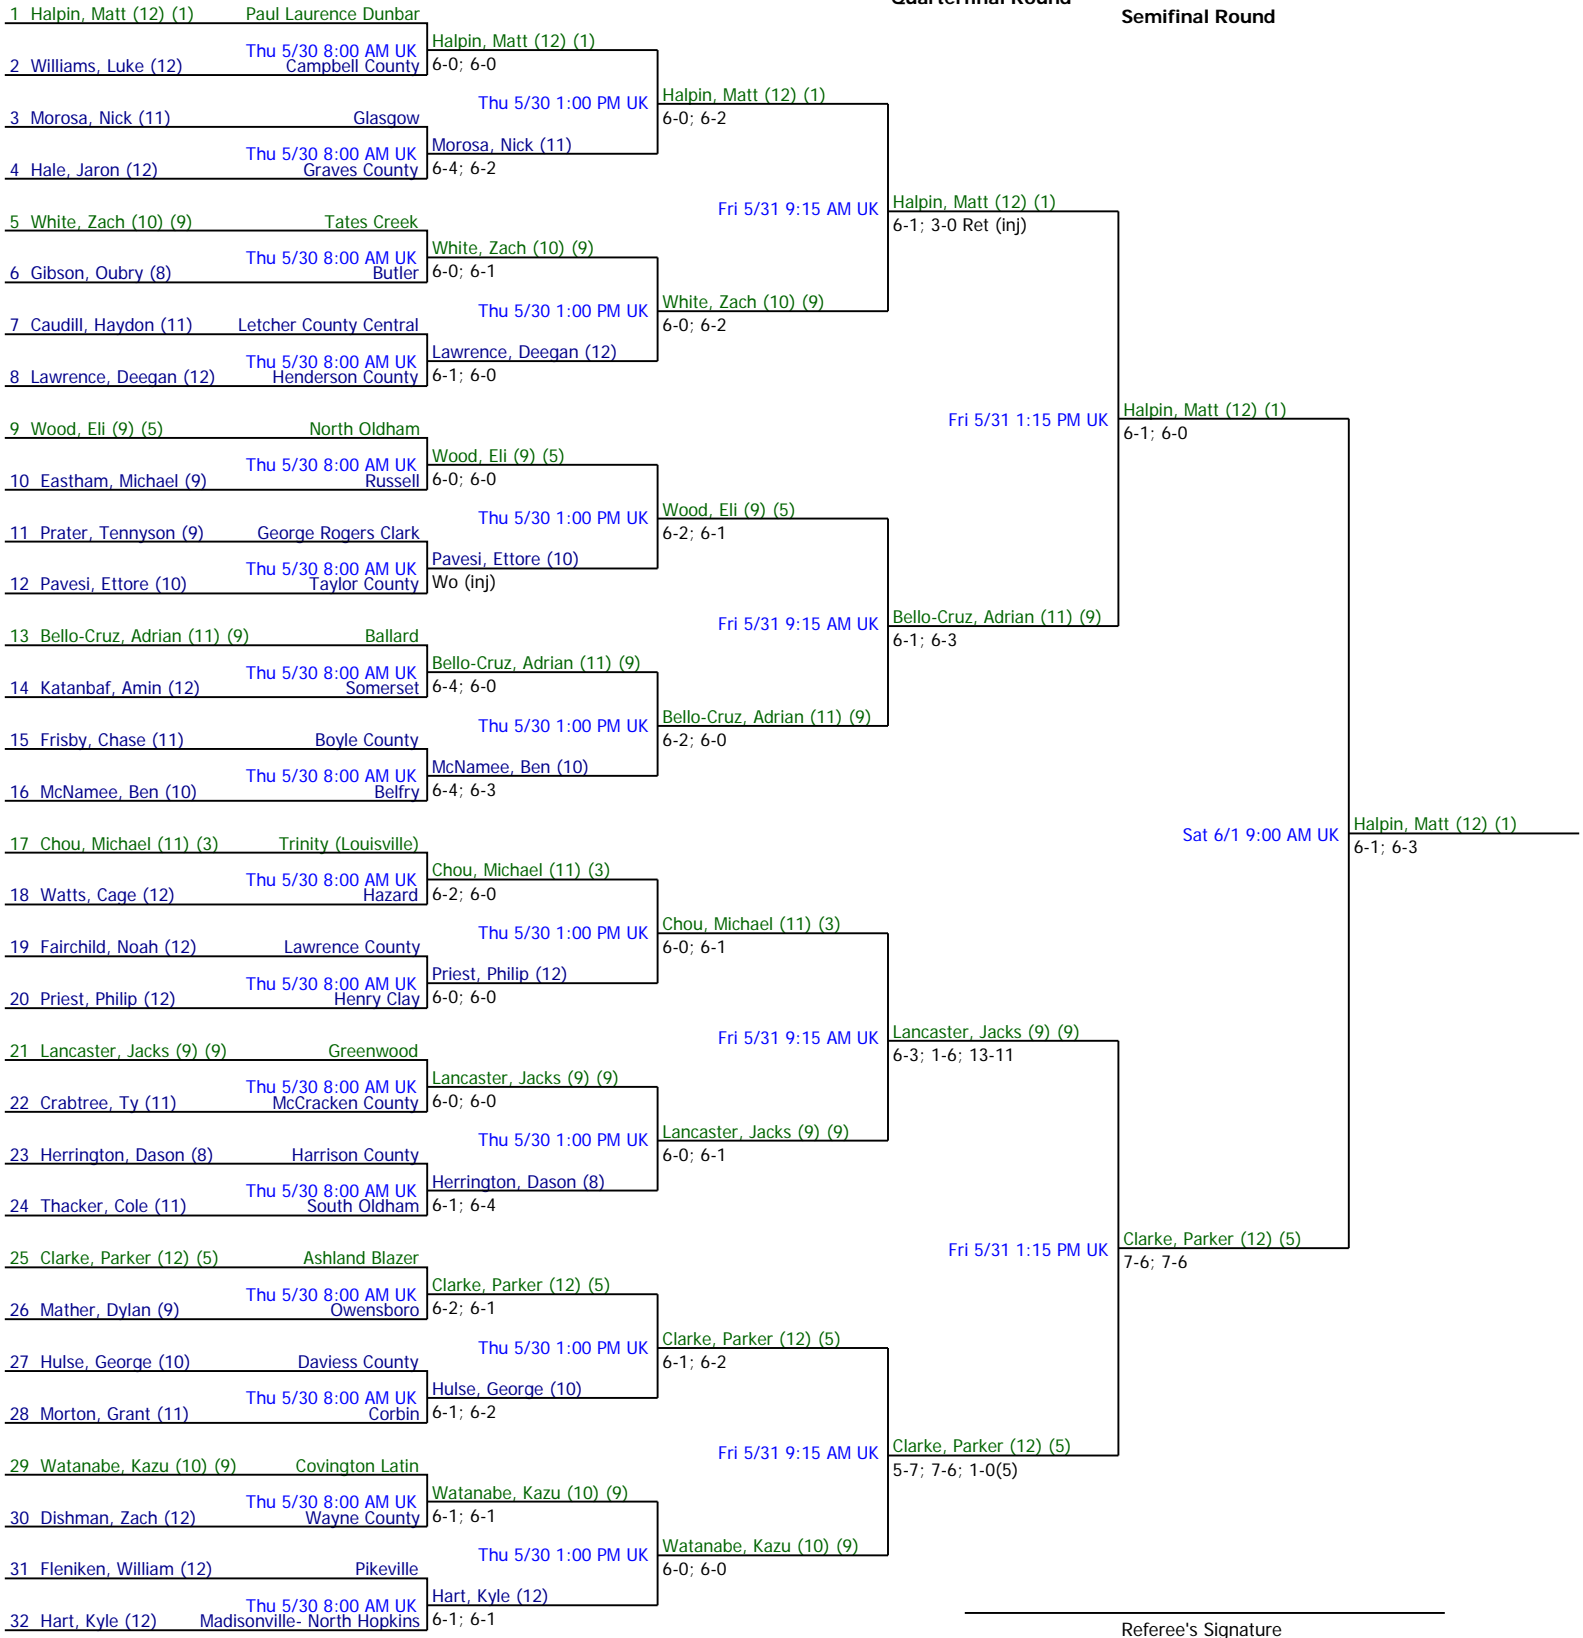 Quarterfinal Round
Semifinal Round
1 Halpin, Matt (12) (1) Paul Laurence Dunbar
Thu 5/30 8:00 AM UK
2 Williams, Luke (12) Campbell County
Halpin, Matt (12) (1)
6-0; 6-0
Thu 5/30 1:00 PM UK
3 Morosa, Nick (11) Glasgow
Thu 5/30 8:00 AM UK
4 Hale, Jaron (12) Graves County
Morosa, Nick (11)
6-4; 6-2
Halpin, Matt (12) (1)
6-0; 6-2
Fri 5/31 9:15 AM UK
5 White, Zach (10) (9) Tates Creek
Thu 5/30 8:00 AM UK
6 Gibson, Oubry (8) Butler
White, Zach (10) (9)
6-0; 6-1
Thu 5/30 1:00 PM UK
7 Caudill, Haydon (11) Letcher County Central
Thu 5/30 8:00 AM UK
8 Lawrence, Deegan (12) Henderson County
Lawrence, Deegan (12)
6-1; 6-0
White, Zach (10) (9)
6-0; 6-2
Halpin, Matt (12) (1)
6-1; 3-0 Ret (inj)
Fri 5/31 1:15 PM UK
9 Wood, Eli (9) (5) North Oldham
Thu 5/30 8:00 AM UK
10 Eastham, Michael (9) Russell
Wood, Eli (9) (5)
6-0; 6-0
Thu 5/30 1:00 PM UK
11 Prater, Tennyson (9) George Rogers Clark
Thu 5/30 8:00 AM UK
12 Pavesi, Ettore (10) Taylor County
Pavesi, Ettore (10)
Wo (inj)
Wood, Eli (9) (5)
6-2; 6-1
Fri 5/31 9:15 AM UK
13 Bello-Cruz, Adrian (11) (9) Ballard
Thu 5/30 8:00 AM UK
14 Katanbaf, Amin (12) Somerset
Bello-Cruz, Adrian (11) (9)
6-4; 6-0
Thu 5/30 1:00 PM UK
15 Frisby, Chase (11) Boyle County
Thu 5/30 8:00 AM UK
16 McNamee, Ben (10) Belfry
McNamee, Ben (10)
6-4; 6-3
Bello-Cruz, Adrian (11) (9)
6-2; 6-0
Bello-Cruz, Adrian (11) (9)
6-1; 6-3
Halpin, Matt (12) (1)
6-1; 6-0
Sat 6/1 9:00 AM UK
17 Chou, Michael (11) (3) Trinity (Louisville)
Thu 5/30 8:00 AM UK
18 Watts, Cage (12) Hazard
Chou, Michael (11) (3)
6-2; 6-0
Thu 5/30 1:00 PM UK
19 Fairchild, Noah (12) Lawrence County
Thu 5/30 8:00 AM UK
20 Priest, Philip (12) Henry Clay
Priest, Philip (12)
6-0; 6-0
Chou, Michael (11) (3)
6-0; 6-1
Fri 5/31 9:15 AM UK
21 Lancaster, Jacks (9) (9) Greenwood
Thu 5/30 8:00 AM UK
22 Crabtree, Ty (11) McCracken County
Lancaster, Jacks (9) (9)
6-0; 6-0
Thu 5/30 1:00 PM UK
23 Herrington, Dason (8) Harrison County
Thu 5/30 8:00 AM UK
24 Thacker, Cole (11) South Oldham
Herrington, Dason (8)
6-1; 6-4
Lancaster, Jacks (9) (9)
6-0; 6-1
Lancaster, Jacks (9) (9)
6-3; 1-6; 13-11
Fri 5/31 1:15 PM UK
25 Clarke, Parker (12) (5) Ashland Blazer
Thu 5/30 8:00 AM UK
26 Mather, Dylan (9) Owensboro
Clarke, Parker (12) (5)
6-2; 6-1
Thu 5/30 1:00 PM UK
27 Hulse, George (10) Daviess County
Thu 5/30 8:00 AM UK
28 Morton, Grant (11) Corbin
Hulse, George (10)
6-1; 6-2
Clarke, Parker (12) (5)
6-1; 6-2
Fri 5/31 9:15 AM UK
29 Watanabe, Kazu (10) (9) Covington Latin
Thu 5/30 8:00 AM UK
30 Dishman, Zach (12) Wayne County
Watanabe, Kazu (10) (9)
6-1; 6-1
Thu 5/30 1:00 PM UK
31 Fleniken, William (12) Pikeville
Thu 5/30 8:00 AM UK
32 Hart, Kyle (12) Madisonville- North Hopkins
Hart, Kyle (12)
6-1; 6-1
Watanabe, Kazu (10) (9)
6-0; 6-0
Clarke, Parker (12) (5)
5-7; 7-6; 1-0(5)
Clarke, Parker (12) (5)
7-6; 7-6
Halpin, Matt (12) (1)
6-1; 6-3
Referee's Signature